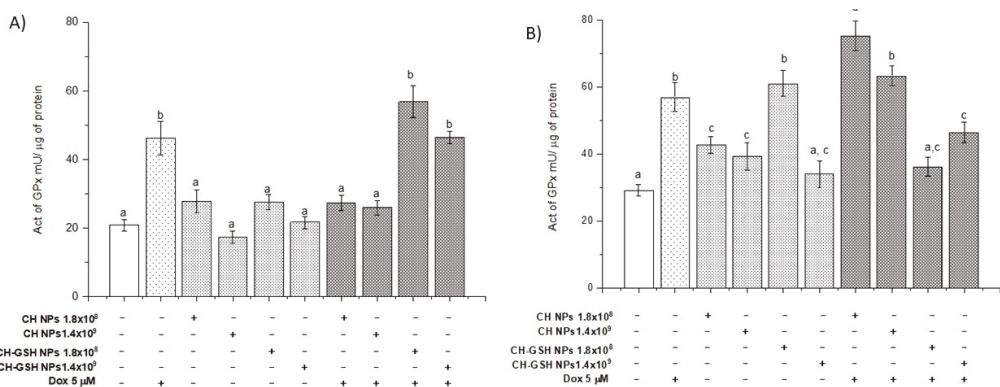 A)
80
60
40
20
0
Act of GPx mU/ µg of protein
a b a a a a a a b b
CH NPs 1.8x10⁸ – – + – – – + – – –
CH NPs1.4x10⁹ – – – + – – – + – –
CH-GSH NPs 1.8x10⁸ – – – – + – – – + –
CH-GSH NPs1.4x10⁹ – – – – – + – – – +
Dox 5 µM – + – – – – + + + +
B)
80
60
40
20
0
Act of GPx mU/ µg of protein
a b c c b a, c b a,c c
CH NPs 1.8x10⁸ – – + – – – + – – –
CH NPs1.4x10⁹ – – – + – – – + – –
CH-GSH NPs 1.8x10⁸ – – – – + – – – + –
CH-GSH NPs1.4x10⁹ – – – – – + – – – +
Dox 5 µM – + – – – – + + + +